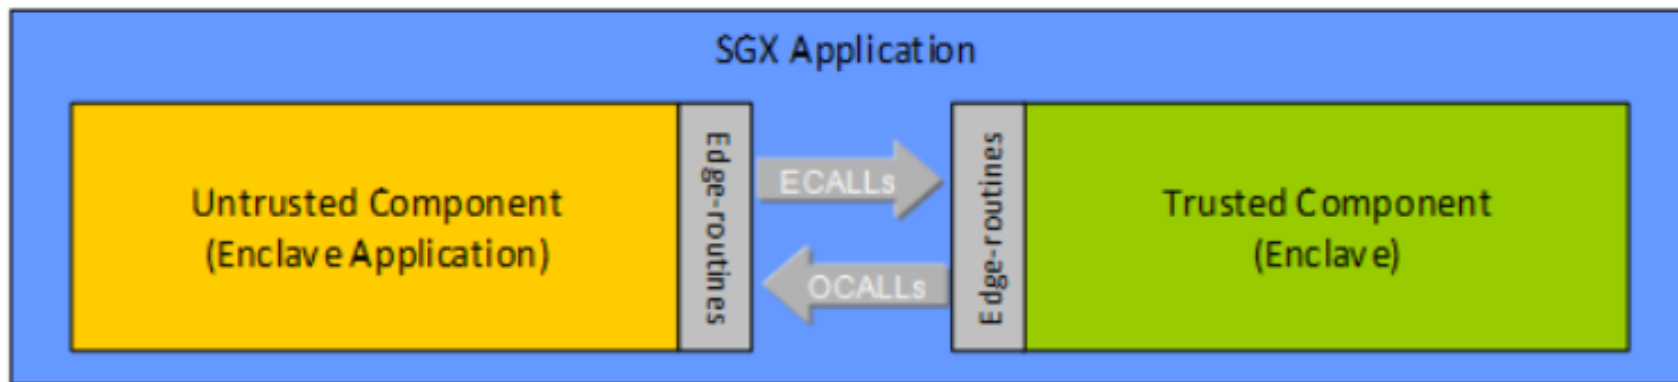 SGX Application
Untrusted Component
(Enclave Application)
Edge-routines
ECALLs
OCALLs
Edge-routines
Trusted Component
(Enclave)